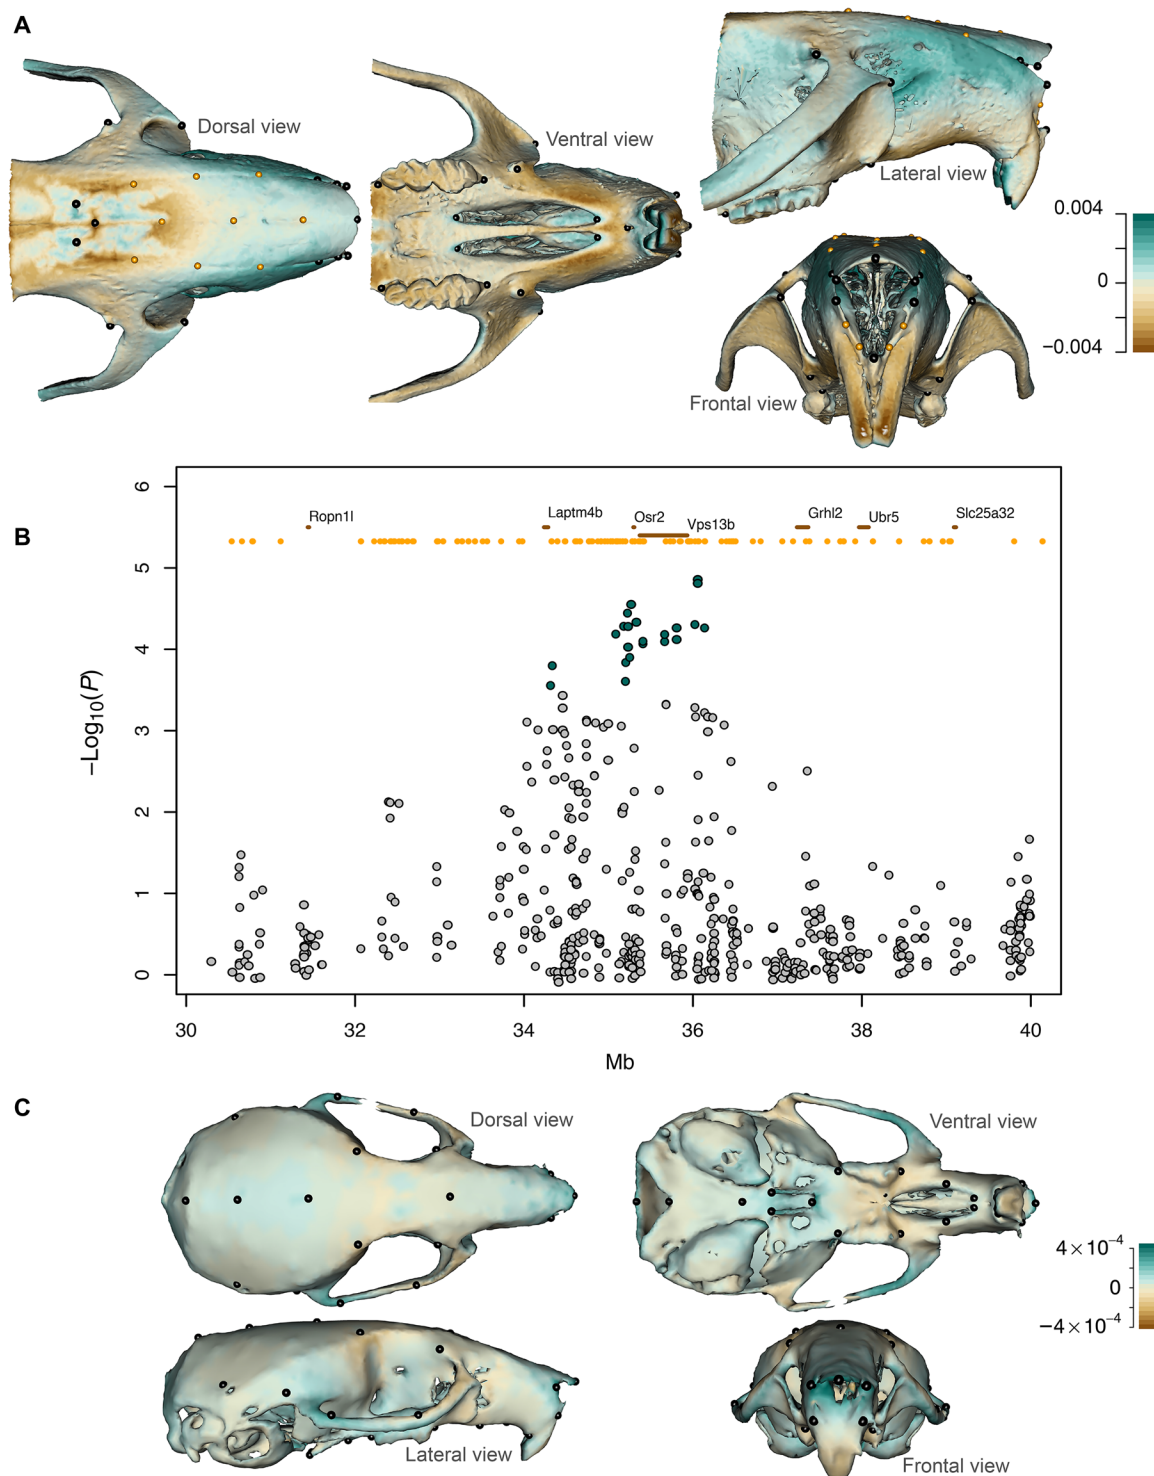 A
Dorsal view
Ventral view
Lateral view
0.004
0
−0.004
Frontal view
B
6
5
4
3
2
1
0
−Log10(P)
Ropn1l
Laptm4b
Osr2
Vps13b
Grhl2
Ubr5
Slc25a32
30
32
34
36
38
40
Mb
C
Dorsal view
Ventral view
4×10−4
0
−4×10−4
Lateral view
Frontal view